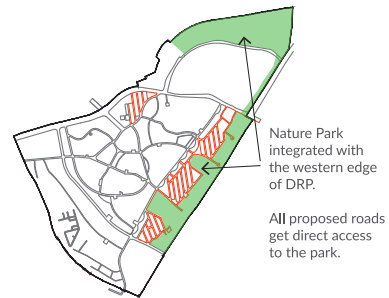 Nature Park
integrated with
the western edge
of DRP.
All proposed roads
get direct access
to the park.